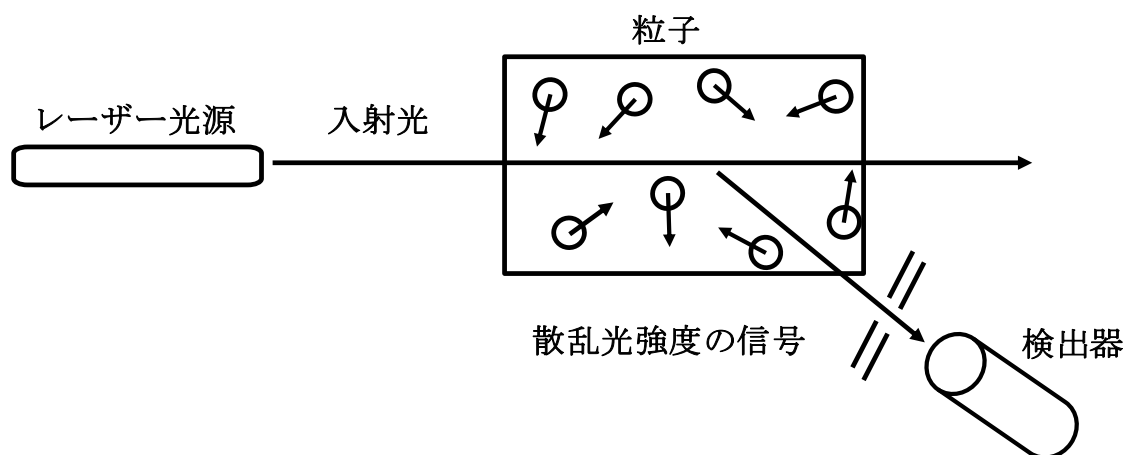 粒子
レーザー光源
入射光
散乱光強度の信号
検出器